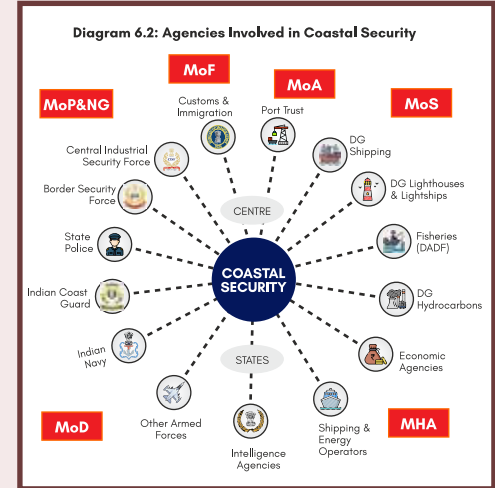 Diagram 6.2: Agencies Involved in Coastal Security
MoF
MoA
MoP&NG
MoS
Customs &
Immigration
Port Trust
Central Industrial
Security Force
DG
Shipping
Border Security
Force
DG Lighthouses
& Lightships
CENTRE
State
Police
Fisheries
(DADF)
COASTAL
SECURITY
Indian Coast
Guard
DG
Hydrocarbons
Indian
Navy
STATES
Economic
Agencies
Other Armed
Forces
Intelligence
Agencies
Shipping &
Energy
Operators
MoD
MHA